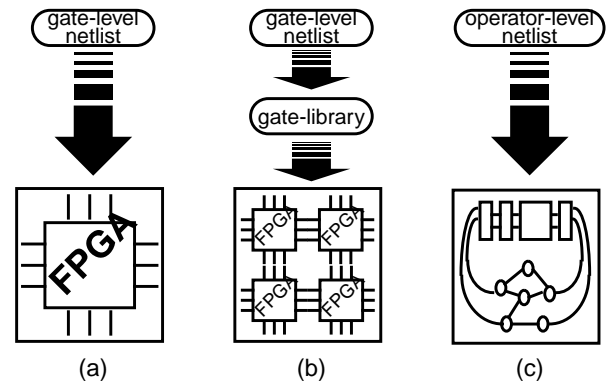 gate-level
netlist
gate-level
netlist
operator-level
netlist
gate-library
FPGA
FPGA
FPGA
FPGA
FPGA
(a)
(b)
(c)